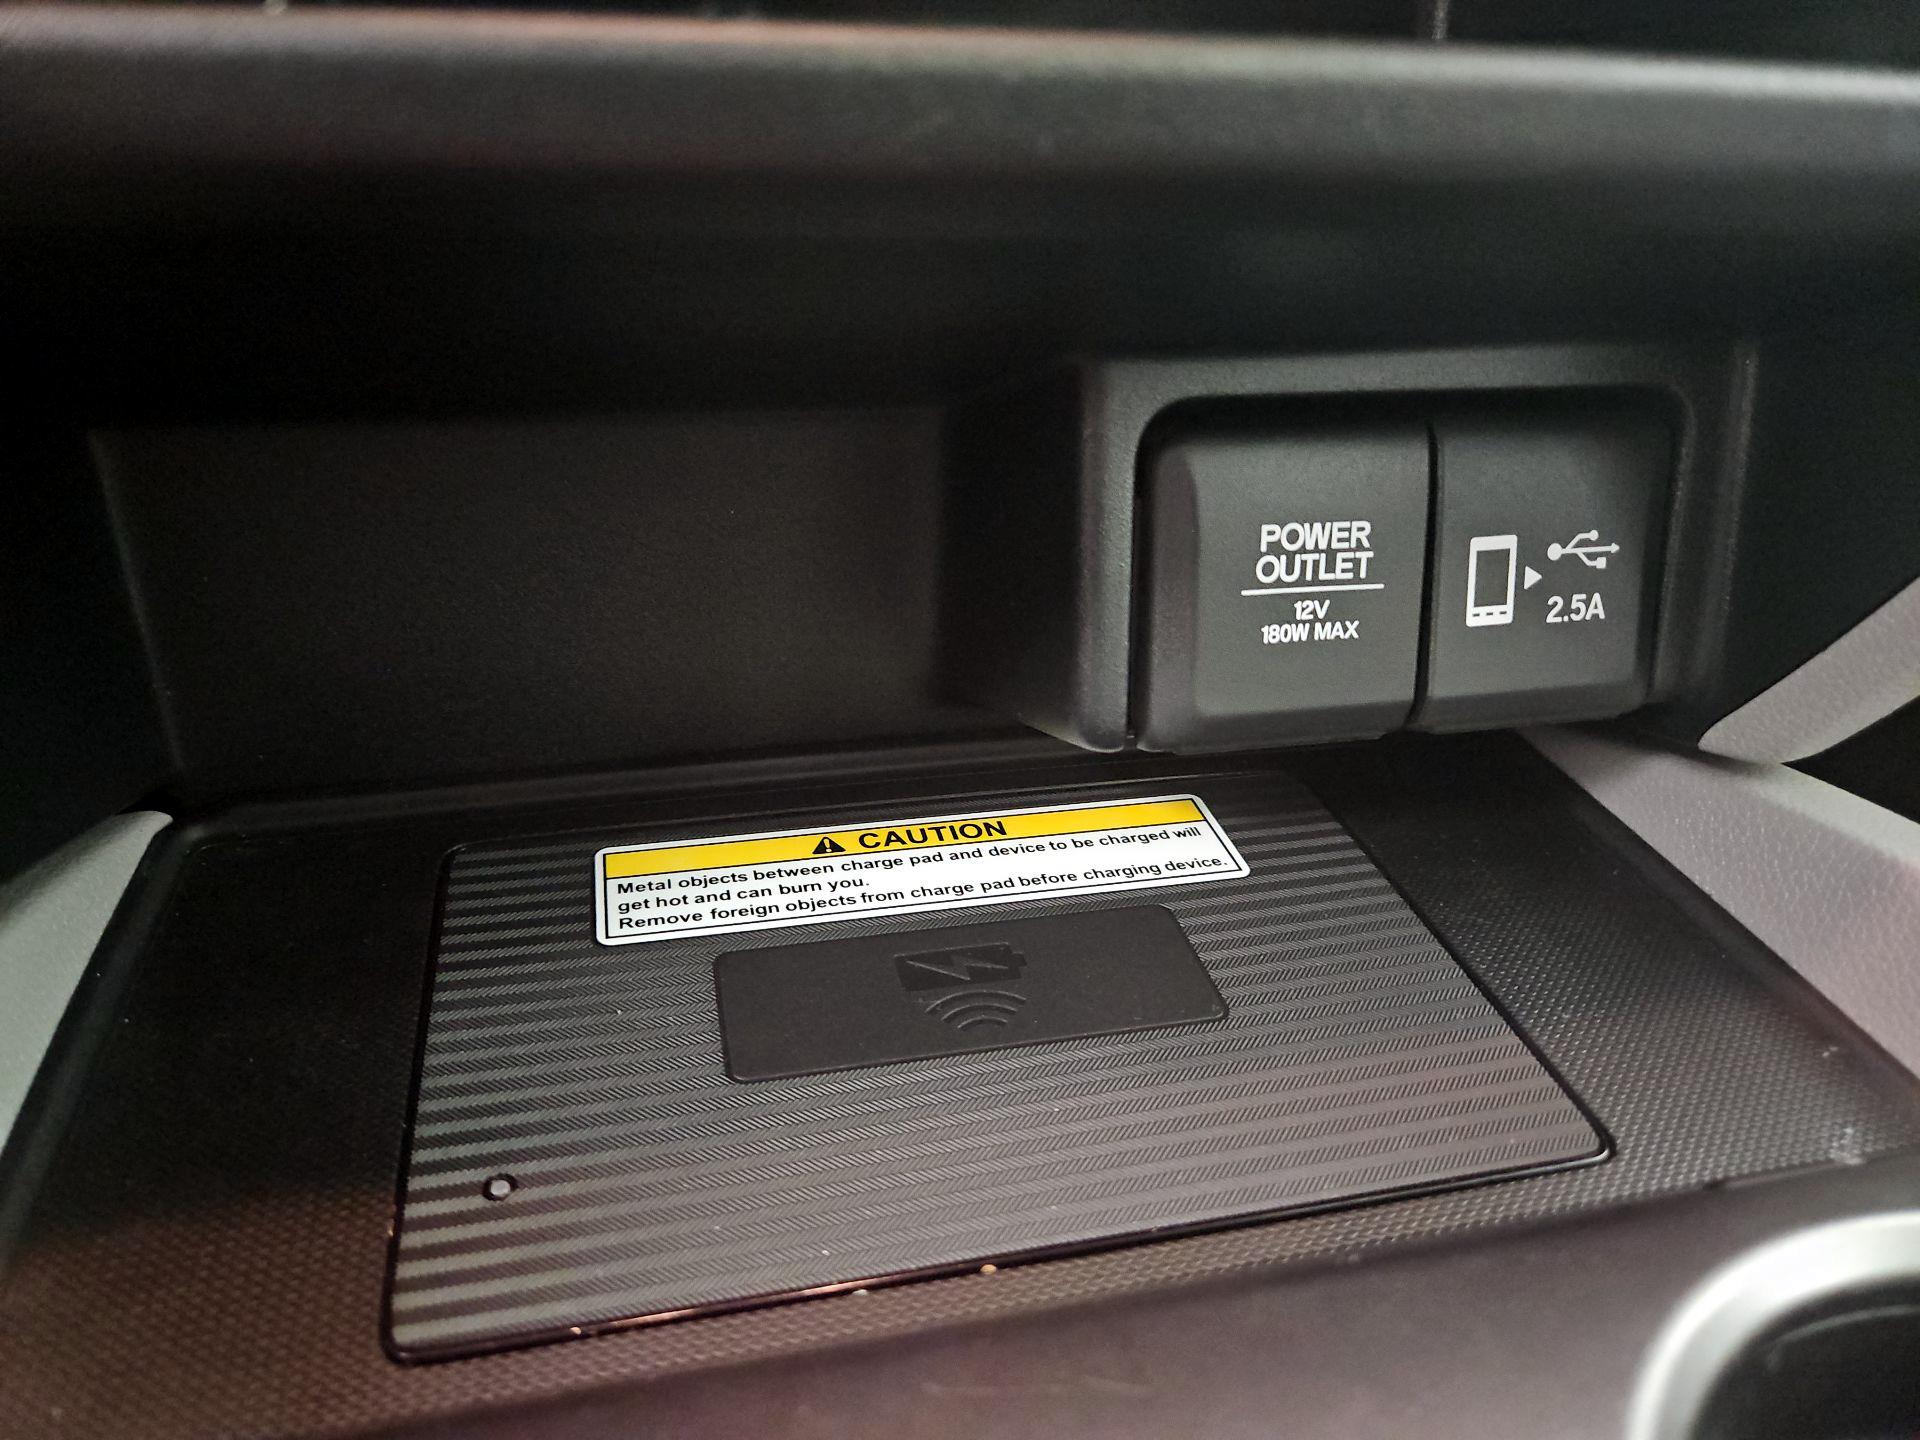 POWER
OUTLET
12V
180W MAX
2.5A
CAUTION
Metal objects between charge pad and device to be charged will
get hot and can burn you.
Remove foreign objects from charge pad before charging device.